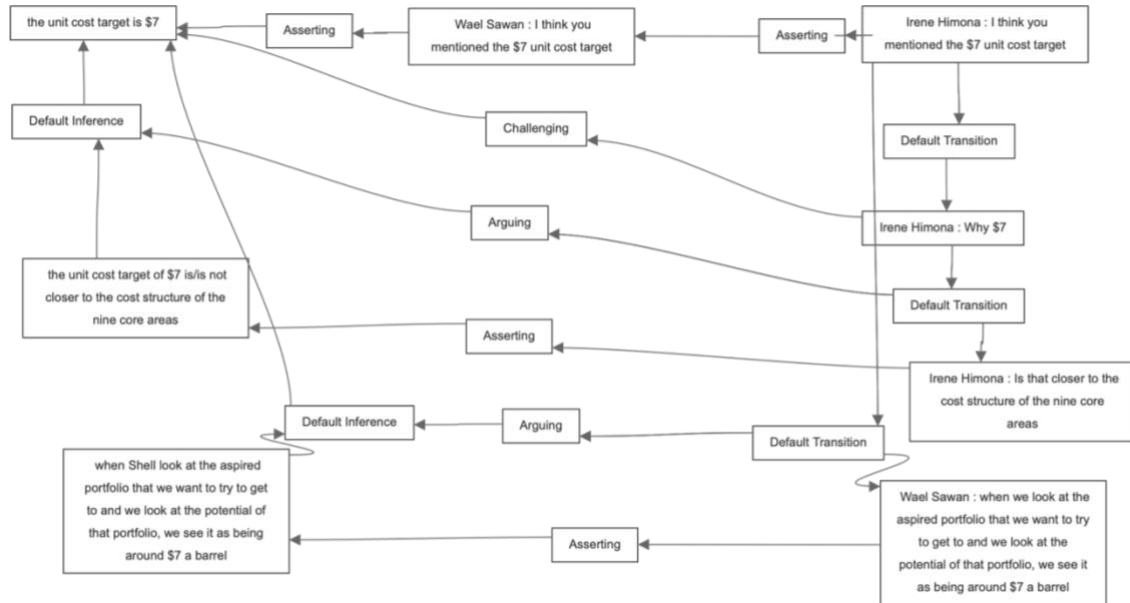 the unit cost target is $7
Asserting
Wael Sawan : I think you
mentioned the $7 unit cost target
Asserting
Irene Himona : I think you
mentioned the $7 unit cost target
Default Inference
Challenging
Default Transition
Arguing
Irene Himona : Why $7
the unit cost target of $7 is/is not
closer to the cost structure of the
nine core areas
Default Transition
Asserting
Irene Himona : Is that closer to the
cost structure of the nine core
areas
Default Inference
Arguing
Default Transition
when Shell look at the aspired
portfolio that we want to try to get
to and we look at the potential of
that portfolio, we see it as being
around $7 a barrel
Asserting
Wael Sawan : when we look at the
aspired portfolio that we want to try
to get to and we look at the
potential of that portfolio, we see it
as being around $7 a barrel